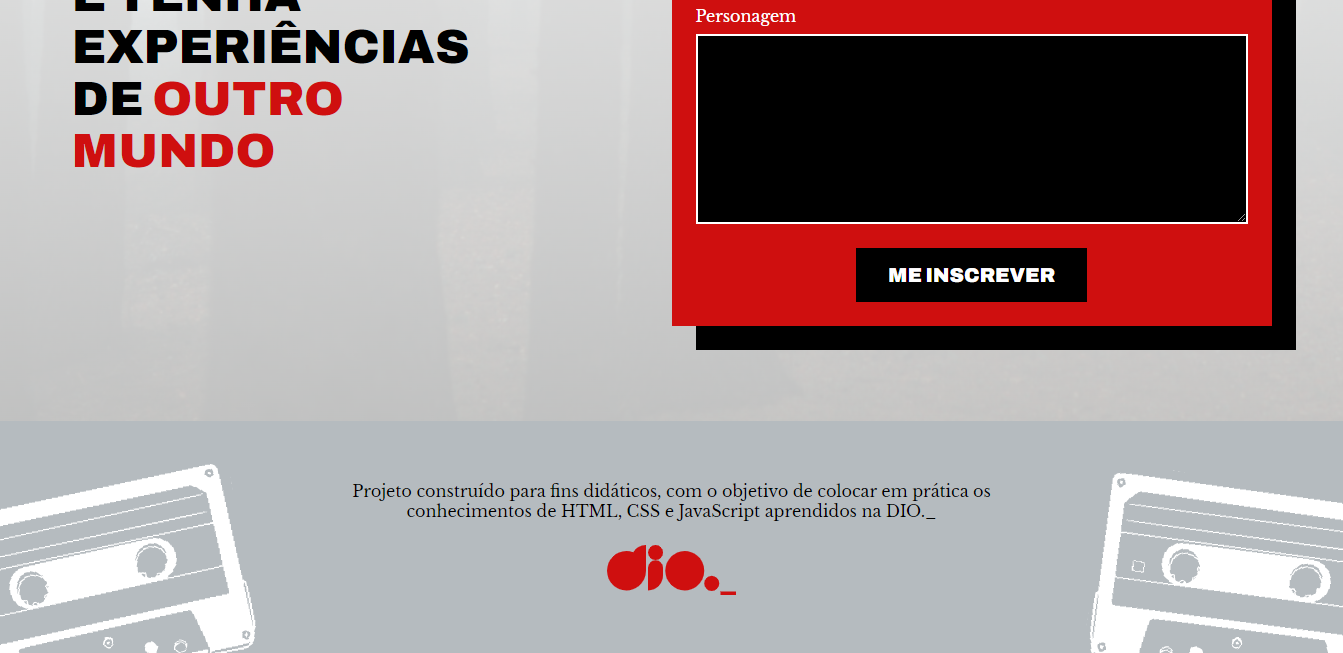 E TENHA
EXPERIÊNCIAS
DE OUTRO
MUNDO
Personagem
ME INSCREVER
Projeto construído para fins didáticos, com o objetivo de colocar em prática os
conhecimentos de HTML, CSS e JavaScript aprendidos na DIO._
dio._